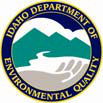 IDAHO DEPARTMENT OF
ENVIRONMENTAL QUALITY